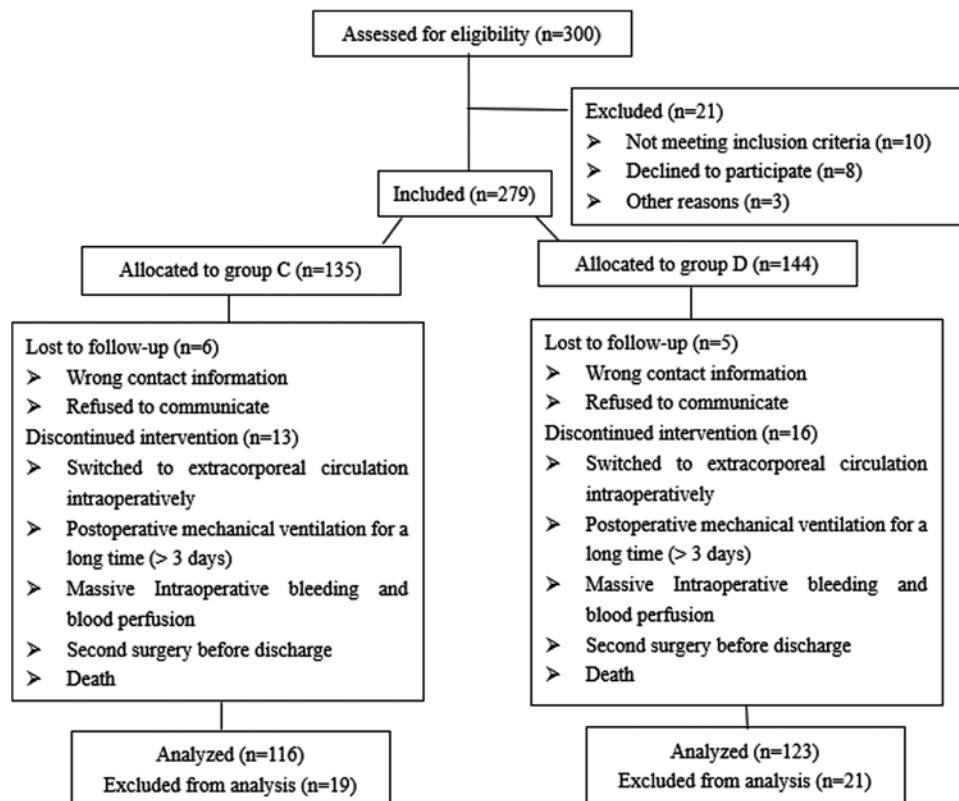 Assessed for eligibility (n=300)
Excluded (n=21)
➤ Not meeting inclusion criteria (n=10)
➤ Declined to participate (n=8)
➤ Other reasons (n=3)
Included (n=279)
Allocated to group C (n=135)
Lost to follow-up (n=6)
➤ Wrong contact information
➤ Refused to communicate
Discontinued intervention (n=13)
➤ Switched to extracorporeal circulation
intraoperatively
➤ Postoperative mechanical ventilation for a
long time (> 3 days)
➤ Massive Intraoperative bleeding and
blood perfusion
➤ Second surgery before discharge
➤ Death
Analyzed (n=116)
Excluded from analysis (n=19)
Allocated to group D (n=144)
Lost to follow-up (n=5)
➤ Wrong contact information
➤ Refused to communicate
Discontinued intervention (n=16)
➤ Switched to extracorporeal circulation
intraoperatively
➤ Postoperative mechanical ventilation for a
long time (> 3 days)
➤ Massive Intraoperative bleeding and
blood perfusion
➤ Second surgery before discharge
➤ Death
Analyzed (n=123)
Excluded from analysis (n=21)